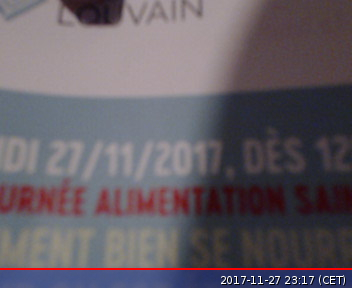 LOUVAIN
UDI 27/11/2017, DÈS 12
URNÉE ALIMENTATION SAI
MENT BIEN SE NOURR
2017-11-27 23:17 (CET)